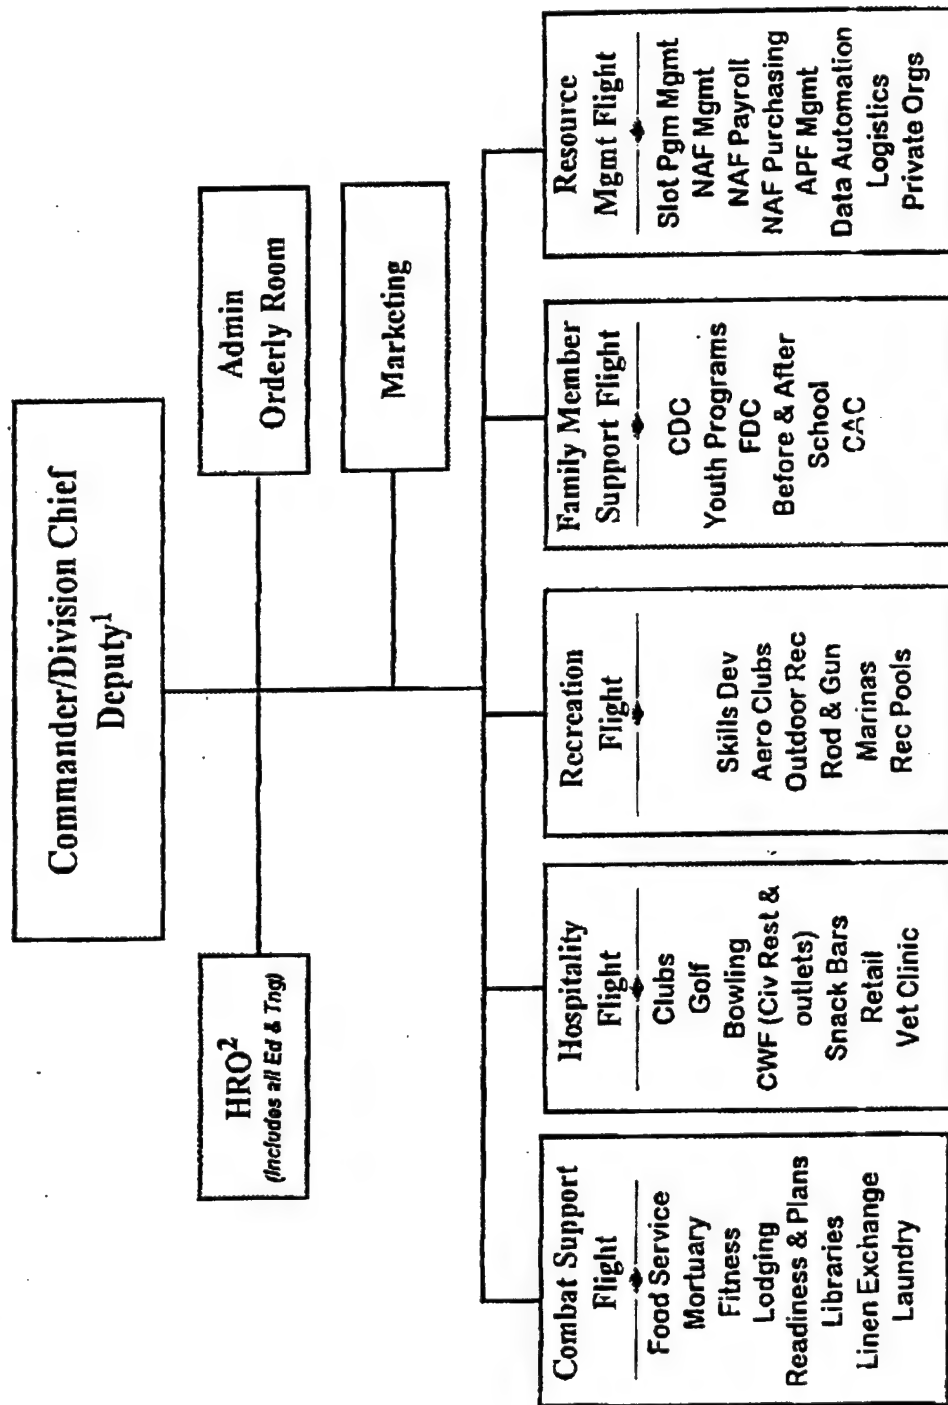 Commander/Division Chief
Deputy1
HRO2
(Includes all Ed & Tng)
Admin
Orderly Room
Marketing
Combat Support
Flight
Food Service
Mortuary
Fitness
Lodging
Readiness & Plans
Libraries
Linen Exchange
Laundry
Hospitality
Flight
Clubs
Golf
Bowling
CWF (Civ Rest &
outlets)
Snack Bars
Retail
Vet Clinic
Recreation
Flight
Skills Dev
Aero Clubs
Outdoor Rec
Rod & Gun
Marinas
Rec Pools
Family Member
Support Flight
CDC
Youth Programs
FDC
Before & After
School
CAC
Resource
Mgmt Flight
Slot Pgm Mgmt
NAF Mgmt
NAF Payroll
NAF Purchasing
APF Mgmt
Data Automation
Logistics
Private Orgs